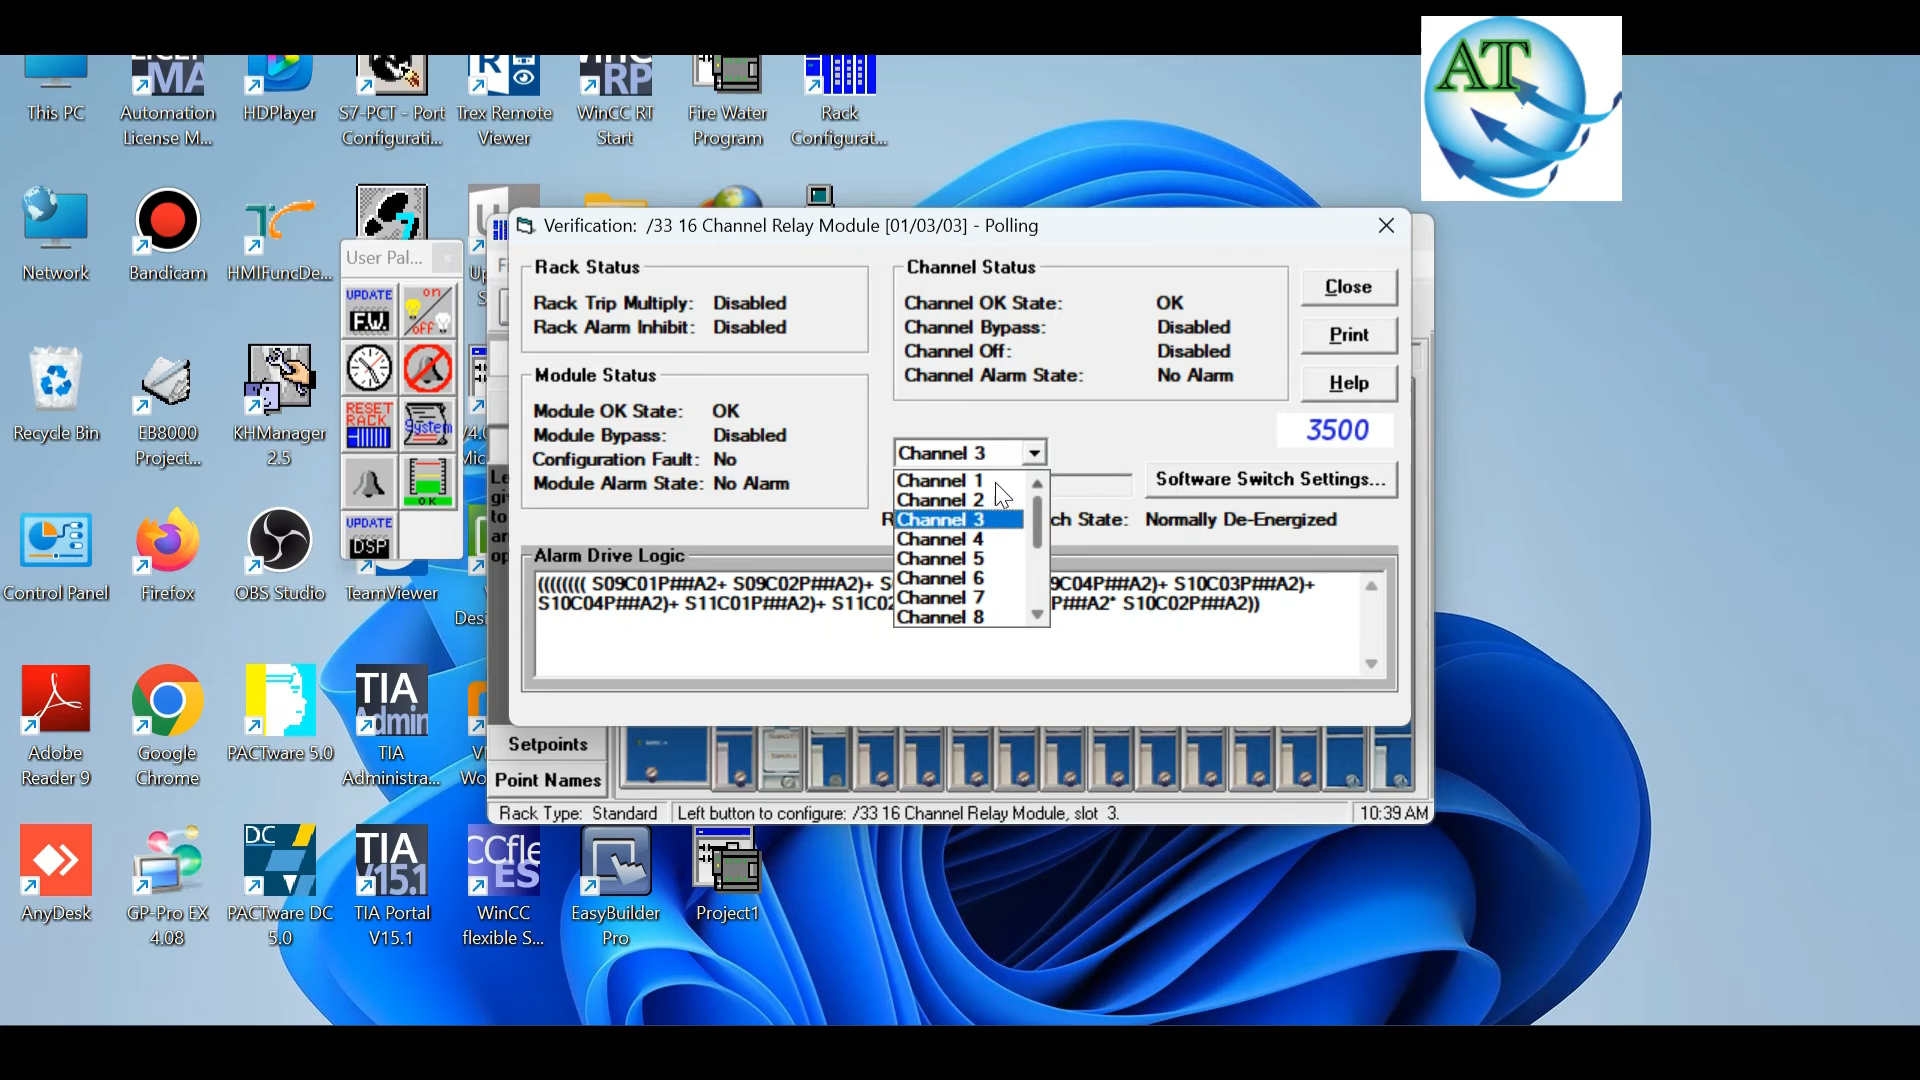 AT
This PC
Automation
License M...
HDPlayer
S7-PCT - Port
Configurati...
Trex Remote
Viewer
WinCC RT
Start
Fire Water
Program
Rack
Configurat...
Network
Bandicam
HMIFuncDe...
User Pal...
UPDATE
F.W.
on
OFF
RESET
RACK
System
OK
UPDATE
DSP
Recycle Bin
EB8000
Project...
KHManager
2.5
Control Panel
Firefox
OBS Studio
TeamViewer
Adobe
Reader 9
Google
Chrome
PACTware 5.0
TIA
Admin
TIA
Administra...
AnyDesk
GP-Pro EX
4.08
DC
PACTware DC
5.0
TIA
V15.1
TIA Portal
V15.1
WinCC
flexible S...
EasyBuilder
Pro
Project1
Verification: /33 16 Channel Relay Module [01/03/03] - Polling
Rack Status
Rack Trip Multiply: Disabled
Rack Alarm Inhibit: Disabled
Module Status
Module OK State: OK
Module Bypass: Disabled
Configuration Fault: No
Module Alarm State: No Alarm
Channel Status
Channel OK State: OK
Channel Bypass: Disabled
Channel Off: Disabled
Channel Alarm State: No Alarm
Close
Print
Help
3500
Channel 3
Channel 1
Channel 2
Channel 3
Channel 4
Channel 5
Channel 6
Channel 7
Channel 8
Software Switch Settings...
ch State: Normally De-Energized
Alarm Drive Logic
(((((((( S09C01P##A2+ S09C02P##A2)+ S 9C04P##A2)+ S10C03P##A2)+
S10C04P##A2)+ S11C01P##A2)+ S11C02 P##A2* S10C02P##A2))
Setpoints
Point Names
Rack Type: Standard
Left button to configure: /33 16 Channel Relay Module, slot 3.
10:39 AM